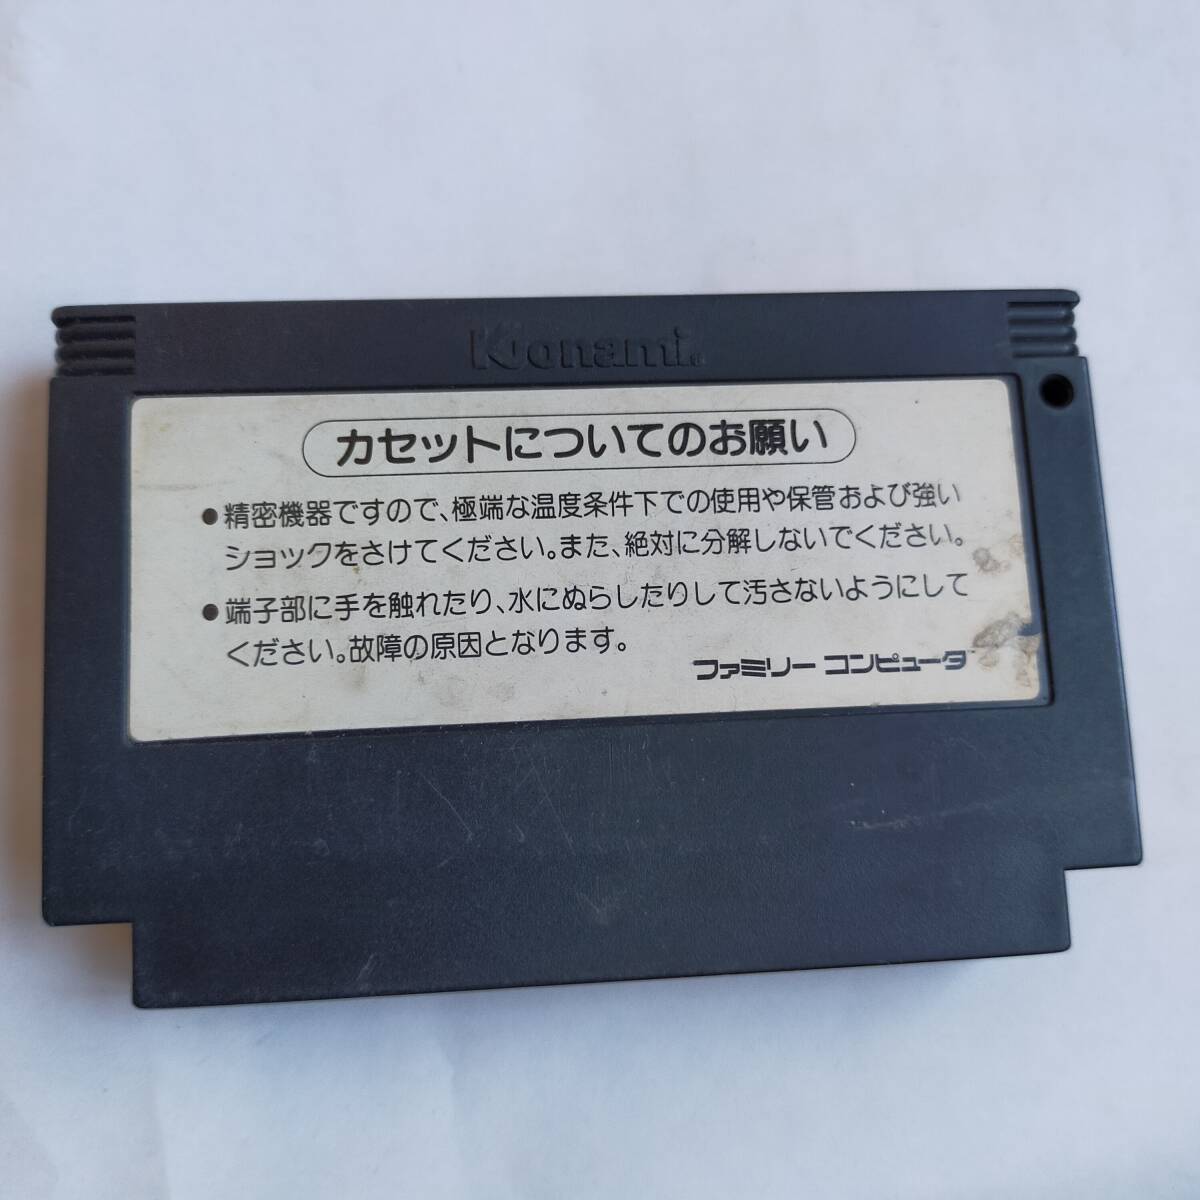 Konami
カセットについてのお願い
●精密機器ですので、極端な温度条件下での使用や保管および強い
ショックをさけてください。また、絶対に分解しないでください。
●端子部に手を触れたり、水にぬらしたりして汚さないようにして
ください。故障の原因となります。
ファミリーコンピュータ™